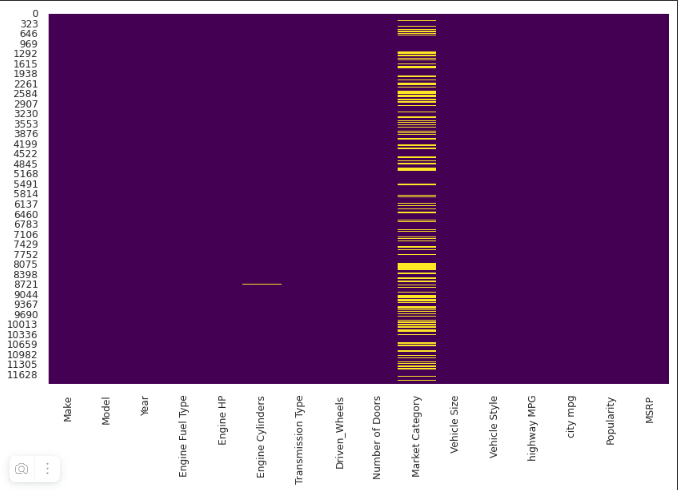 0
323
646
969
1292
1615
1938
2261
2584
2907
3230
3553
3876
4199
4522
4845
5168
5491
5814
6137
6460
6783
7106
7429
7752
8075
8398
8721
9044
9367
9690
10013
10336
10659
10982
11305
11628
Make
Model
Year
Engine Fuel Type
Engine HP
Engine Cylinders
Transmission Type
Driven_Wheels
Number of Doors
Market Category
Vehicle Size
Vehicle Style
highway MPG
city mpg
Popularity
MSRP